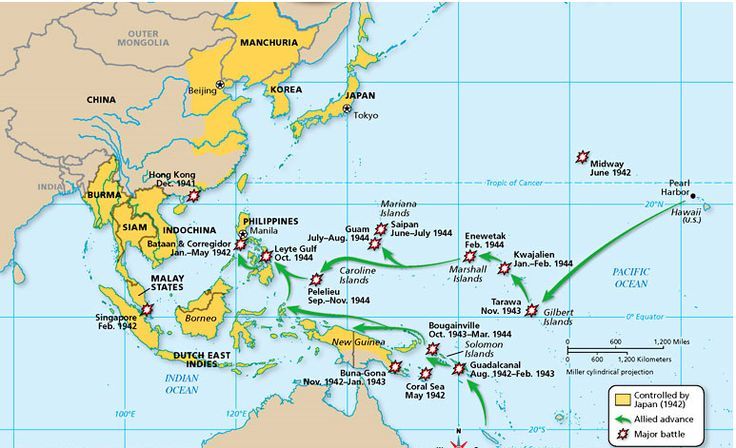 OUTER
MONGOLIA
MANCHURIA
Beijing
KOREA
JAPAN
Tokyo
CHINA
Midway
June 1942
Hong Kong
Dec. 1941
Tropic of Cancer
Pearl
Harbor
Hawaii
(U.S.)
INDIA
BURMA
SIAM
INDOCHINA
PHILIPPINES
Manila
Mariana
Islands
Saipan
June–July 1944
Guam
July–Aug. 1944
Enewetak
Feb. 1944
Bataan & Corregidor
Jan.–May 1942
Leyte Gulf
Oct. 1944
Kwajalein
Jan.–Feb. 1944
Caroline
Islands
Marshall
Islands
PACIFIC
OCEAN
MALAY
STATES
Pelelieu
Sep.–Nov. 1944
Tarawa
Nov. 1943
Gilbert
Islands
Singapore
Feb. 1942
Borneo
0° Equator
Bougainville
Oct. 1943–Mar. 1944
New Guinea
Solomon
Islands
0 600 1,200 Miles
0 600 1,200 Kilometers
Miller cylindrical projection
DUTCH EAST
INDIES
INDIAN
OCEAN
Buna-Gona
Nov. 1942–Jan. 1943
Coral Sea
May 1942
Guadalcanal
Aug. 1942–Feb. 1943
Controlled by
Japan (1942)
Allied advance
Major battle
100°E
120°E
20°S
N